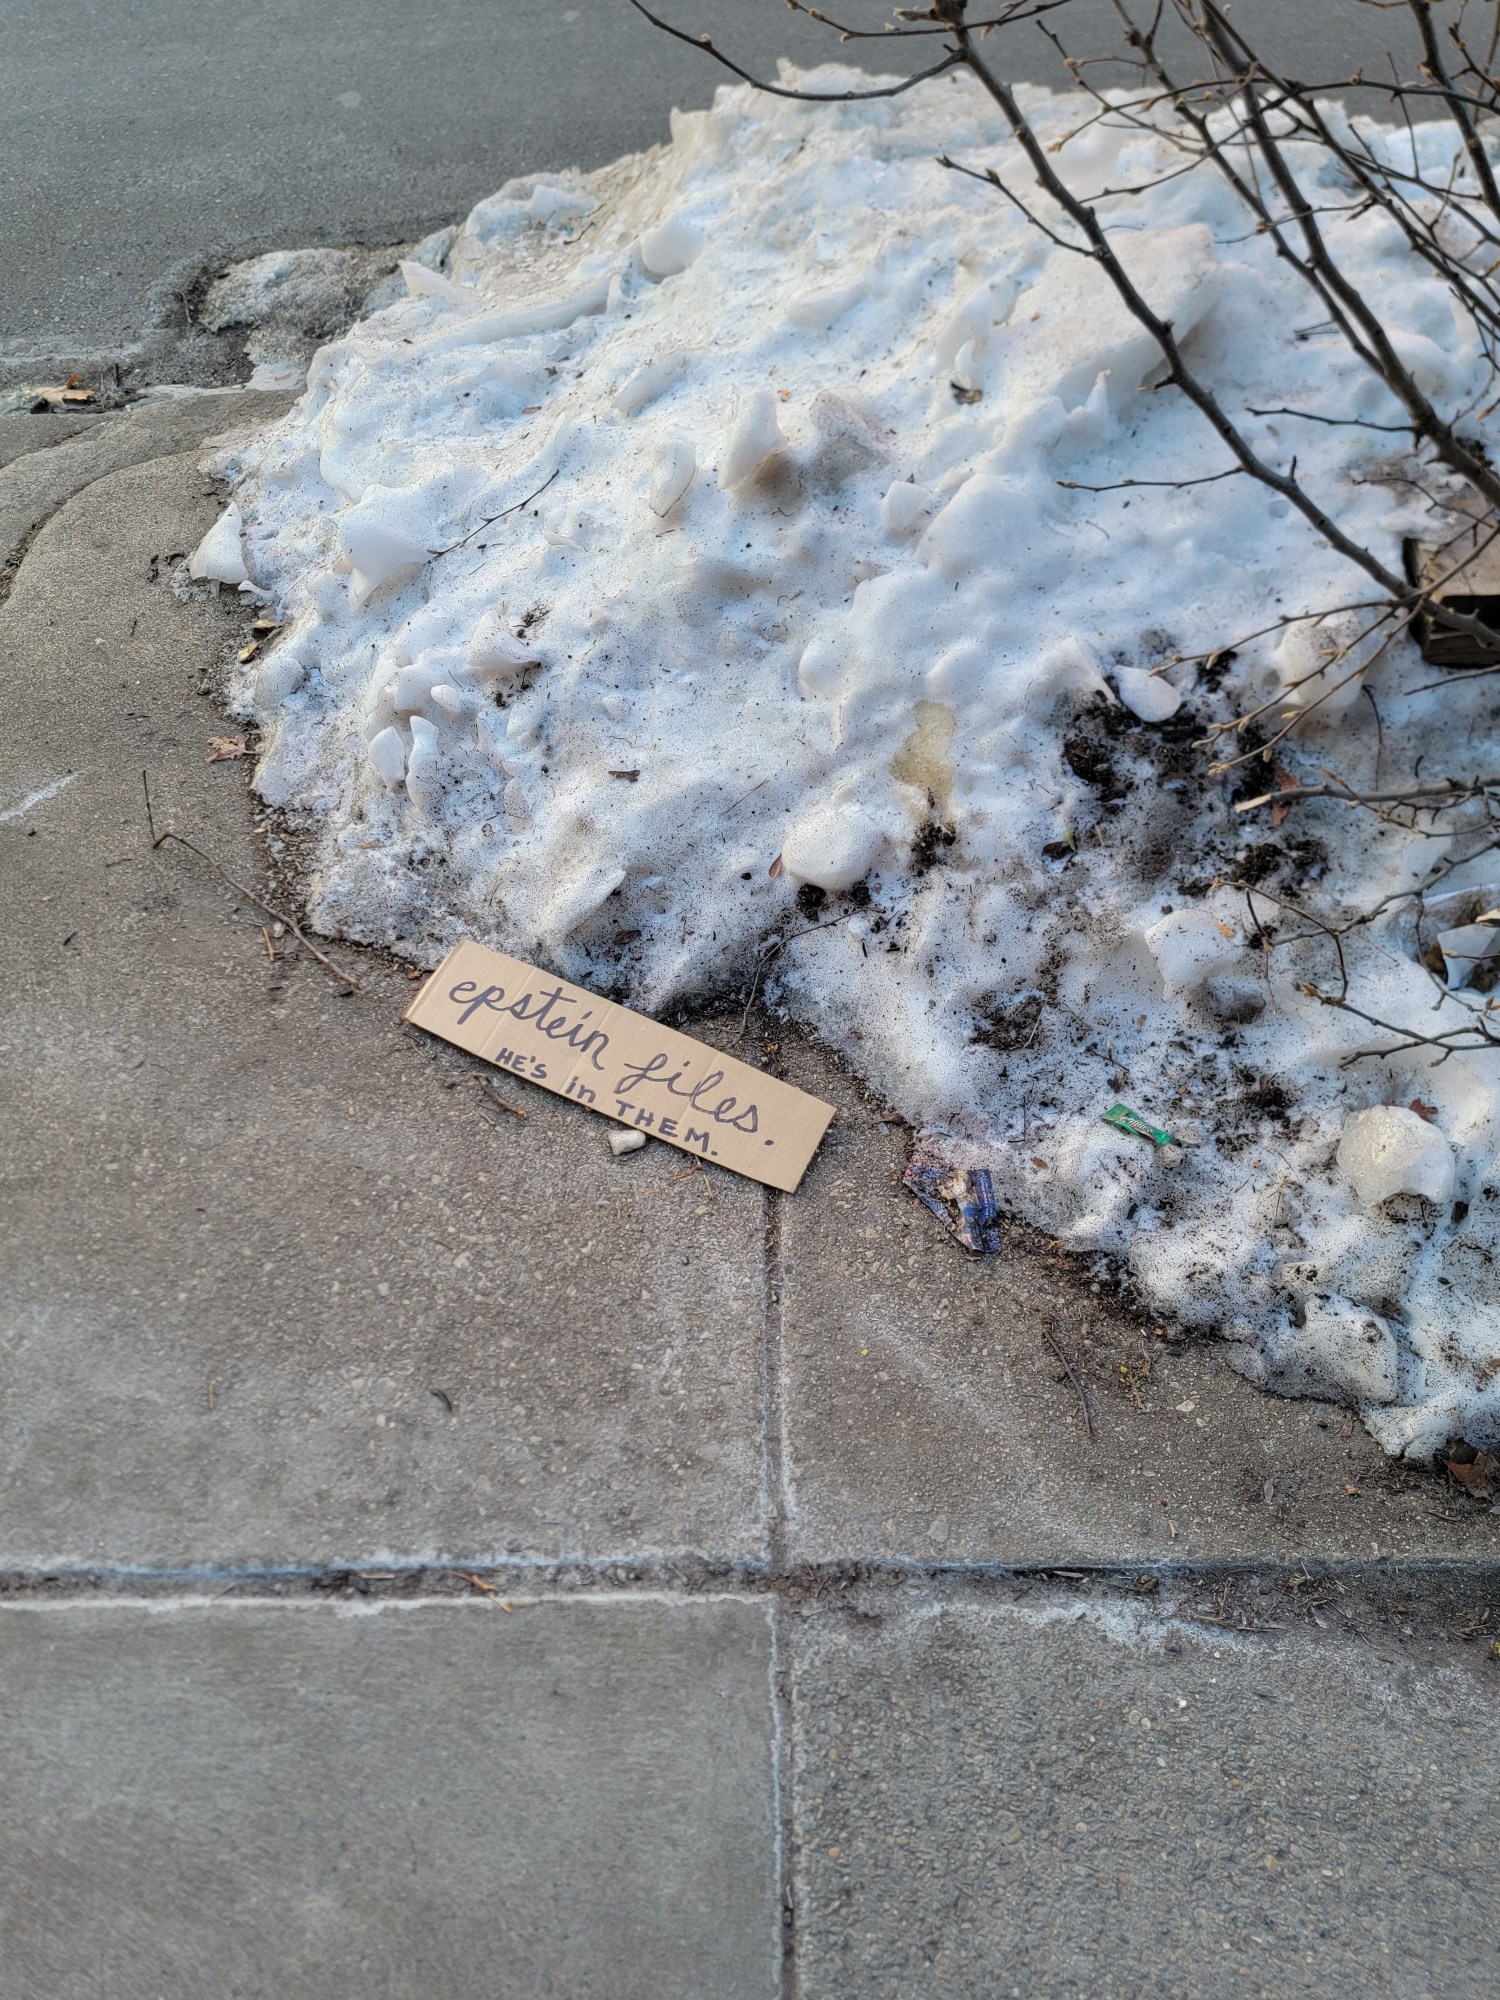 epstein files.
HE'S in THEM.